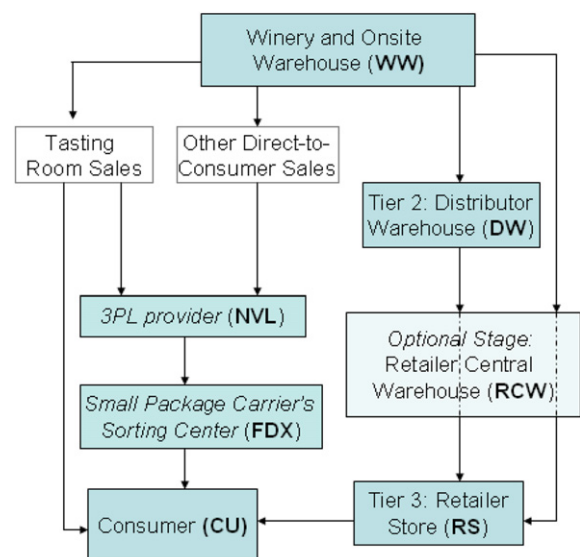 Winery and Onsite
Warehouse (WW)
Tasting
Room Sales
Other Direct-to-
Consumer Sales
Tier 2: Distributor
Warehouse (DW)
3PL provider (NVL)
Optional Stage:
Retailer Central
Warehouse (RCW)
Small Package Carrier's
Sorting Center (FDX)
Consumer (CU)
Tier 3: Retailer
Store (RS)